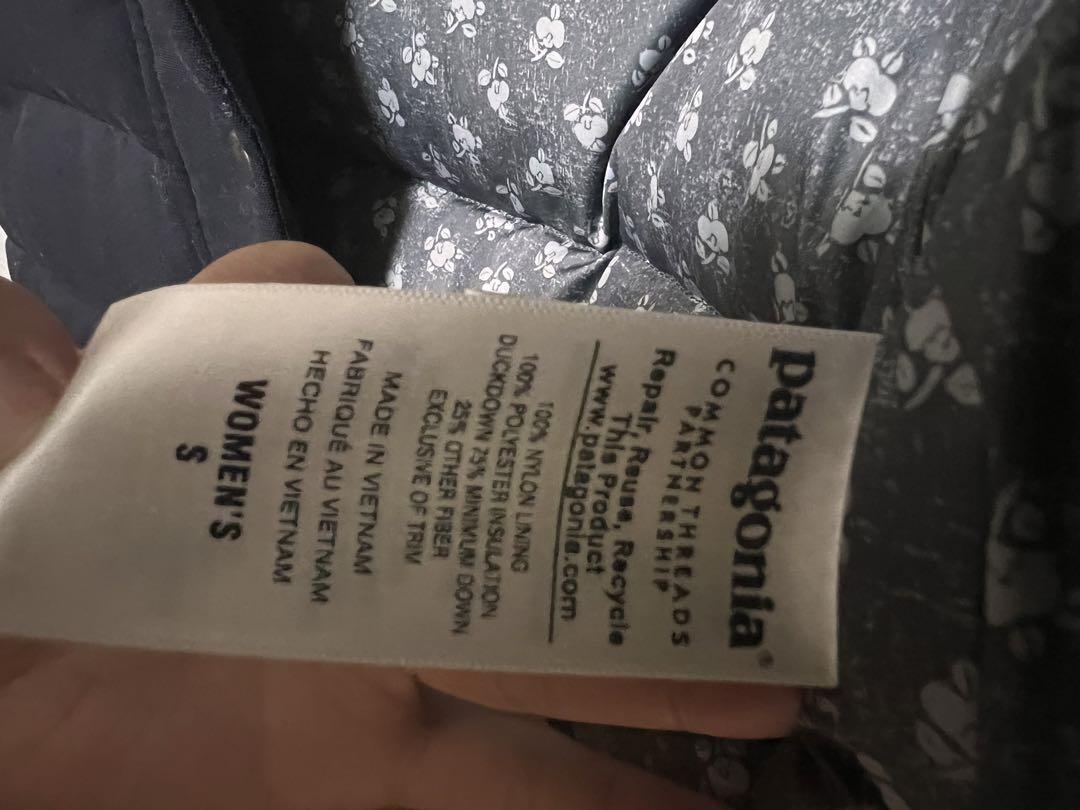 patagonia®
COMMON THREADS
PARTNERSHIP
Repair, Reuse, Recycle
This Product
www.patagonia.com
100% NYLON LINING
100% POLYESTER INSULATION
DUCKDOWN 75% MINIMUM DOWN
25% OTHER FIBER
EXCLUSIVE OF TRIM
MADE IN VIETNAM
FABRIQUÉ AU VIETNAM
HECHO EN VIETNAM
WOMEN'S
S